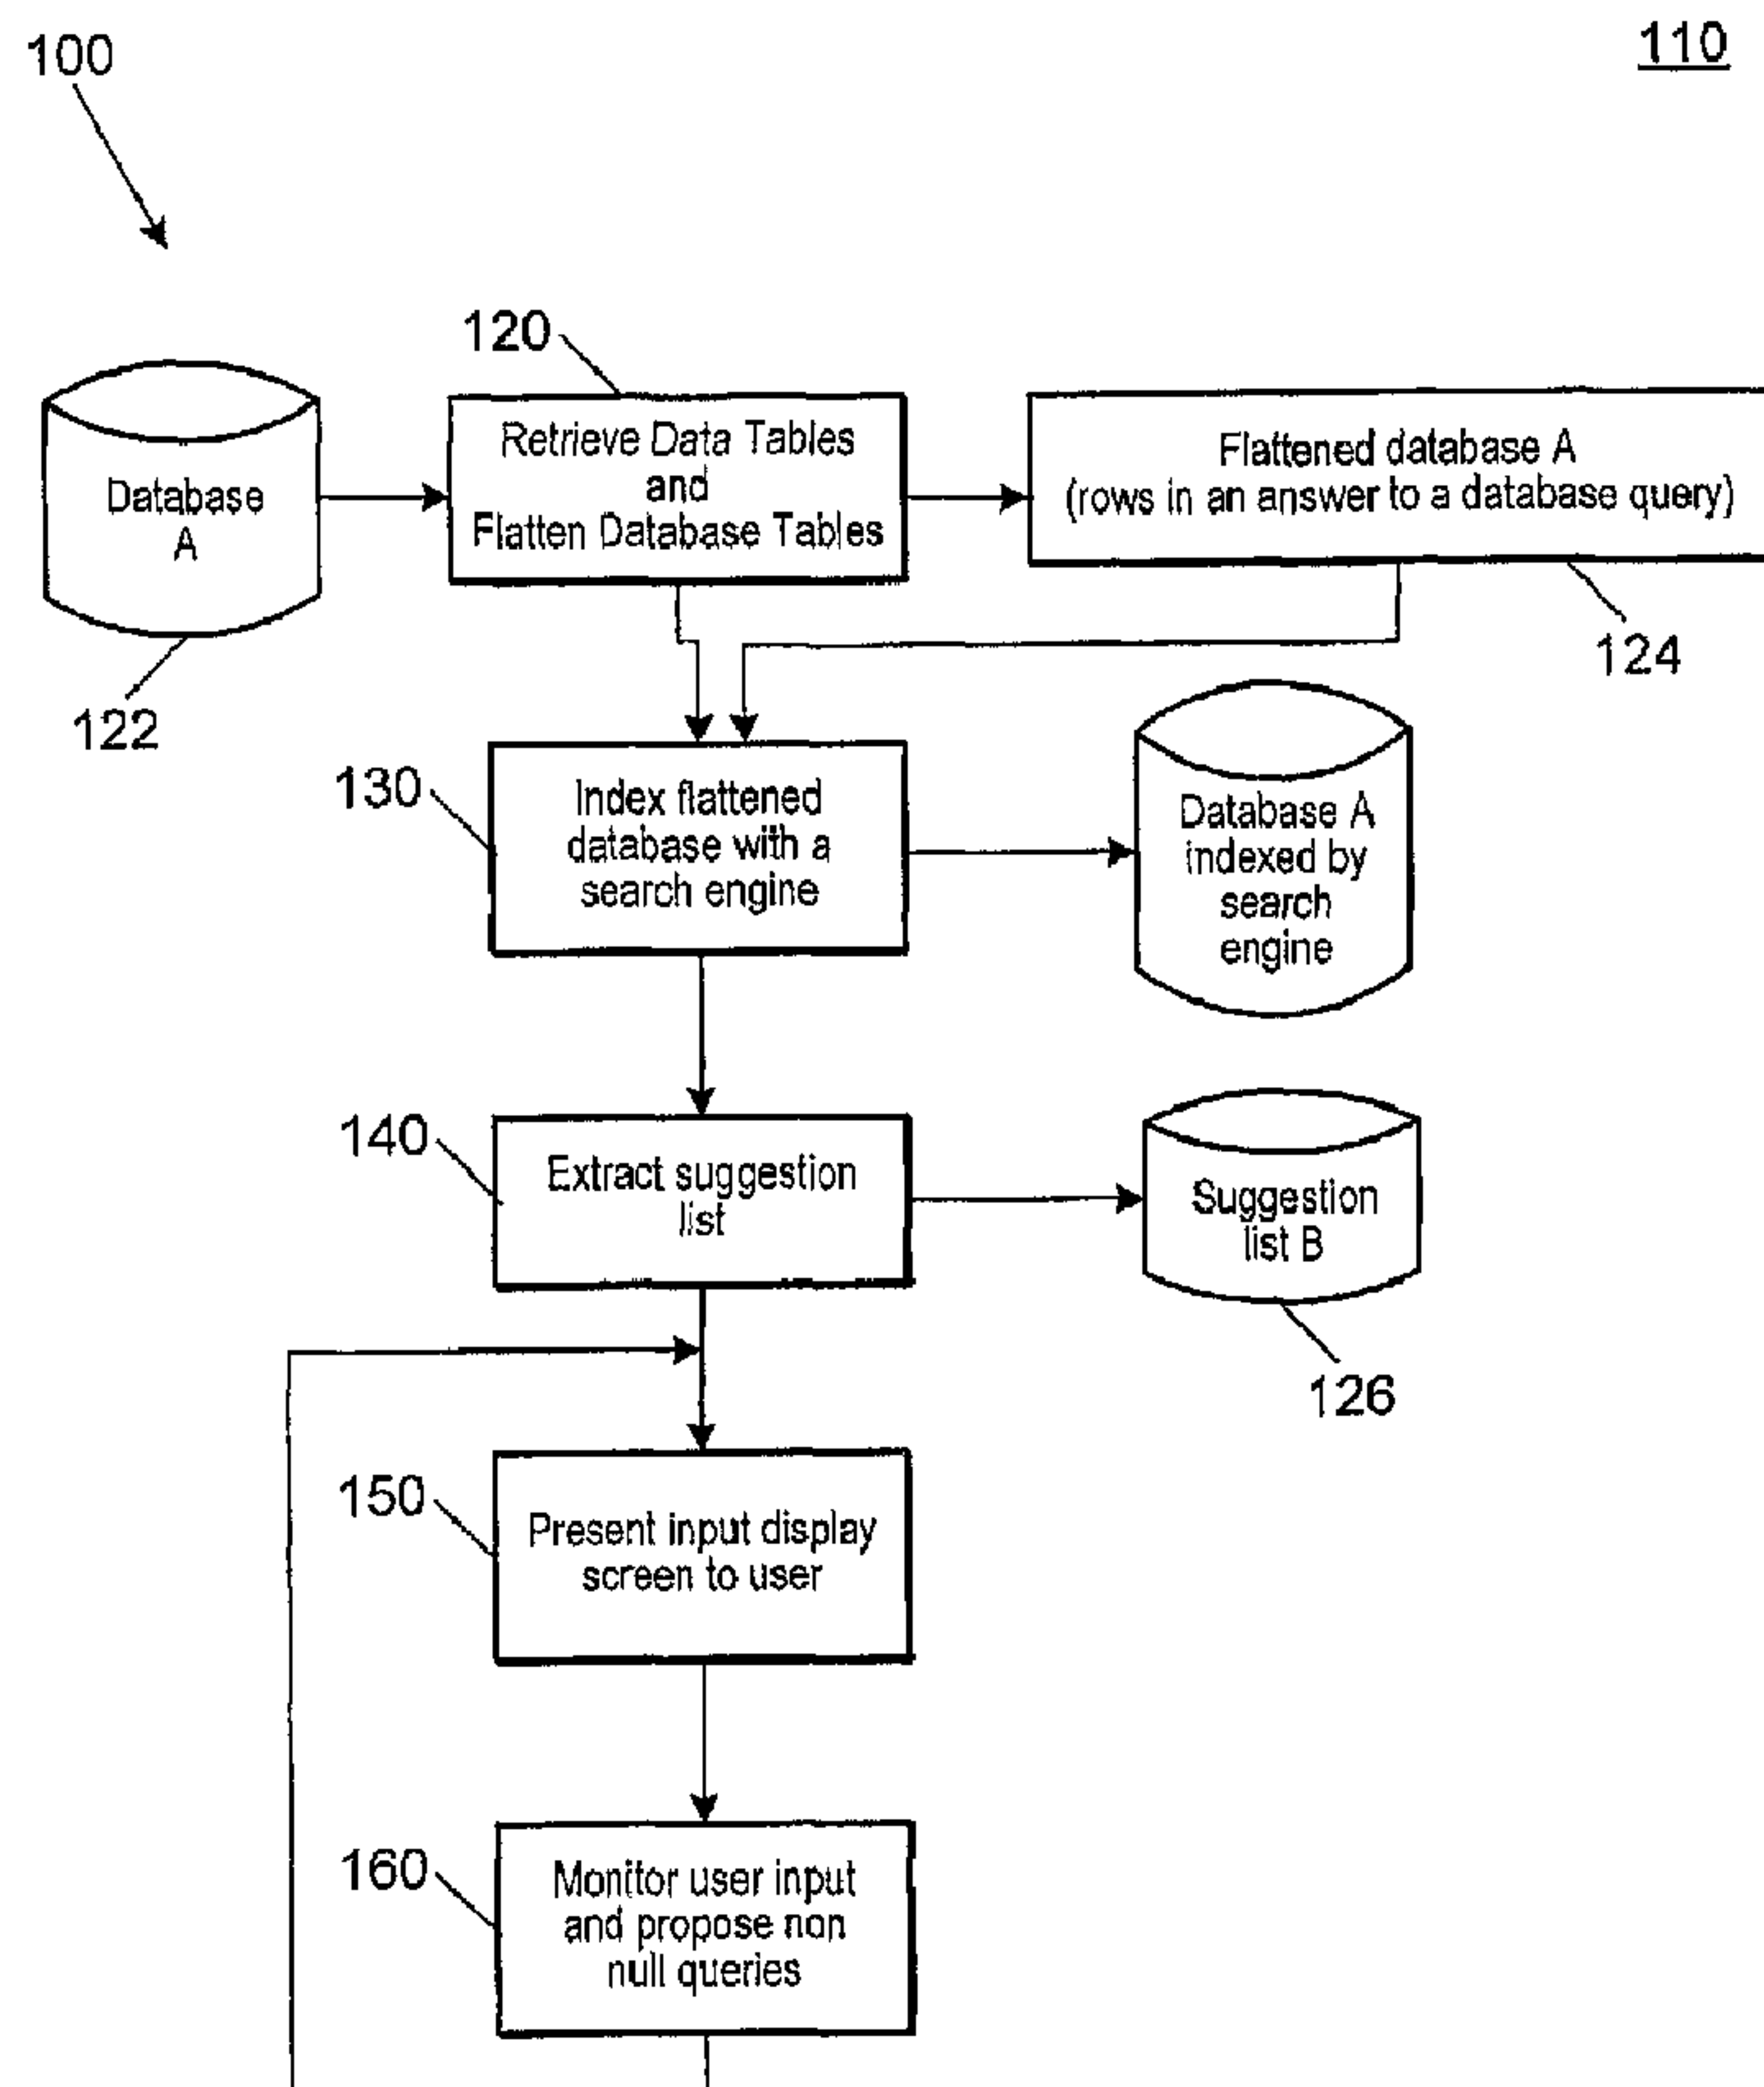 100
110
120
Database
A
Retrieve Data Tables
and
Flatten Database Tables
Flattened database A
(rows in an answer to a database query)
122
124
130
Index flattened
database with a
search engine
Database A
indexed by
search
engine
140
Extract suggestion
list
Suggestion
list B
126
150
Present input display
screen to user
160
Monitor user input
and propose non
null queries